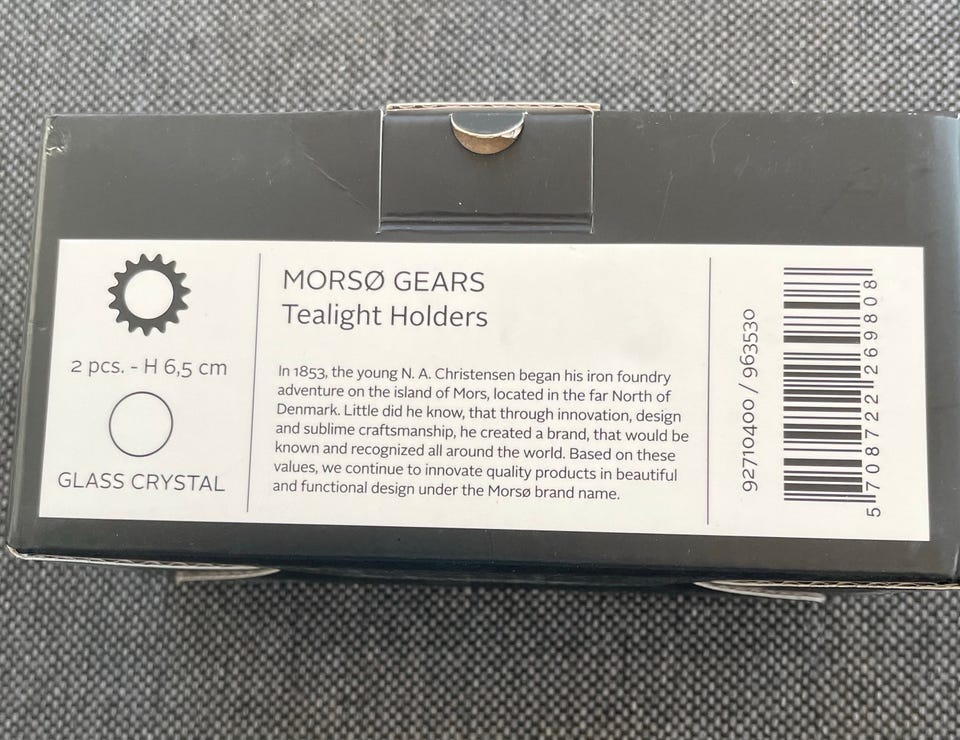 2 pcs. - H 6,5 cm
GLASS CRYSTAL
MORSØ GEARS
Tealight Holders
In 1853, the young N. A. Christensen began his iron foundry
adventure on the island of Mors, located in the far North of
Denmark. Little did he know, that through innovation, design
and sublime craftsmanship, he created a brand, that would be
known and recognized all around the world. Based on these
values, we continue to innovate quality products in beautiful
and functional design under the Morsø brand name.
92710400 / 963530
5 708722 269808